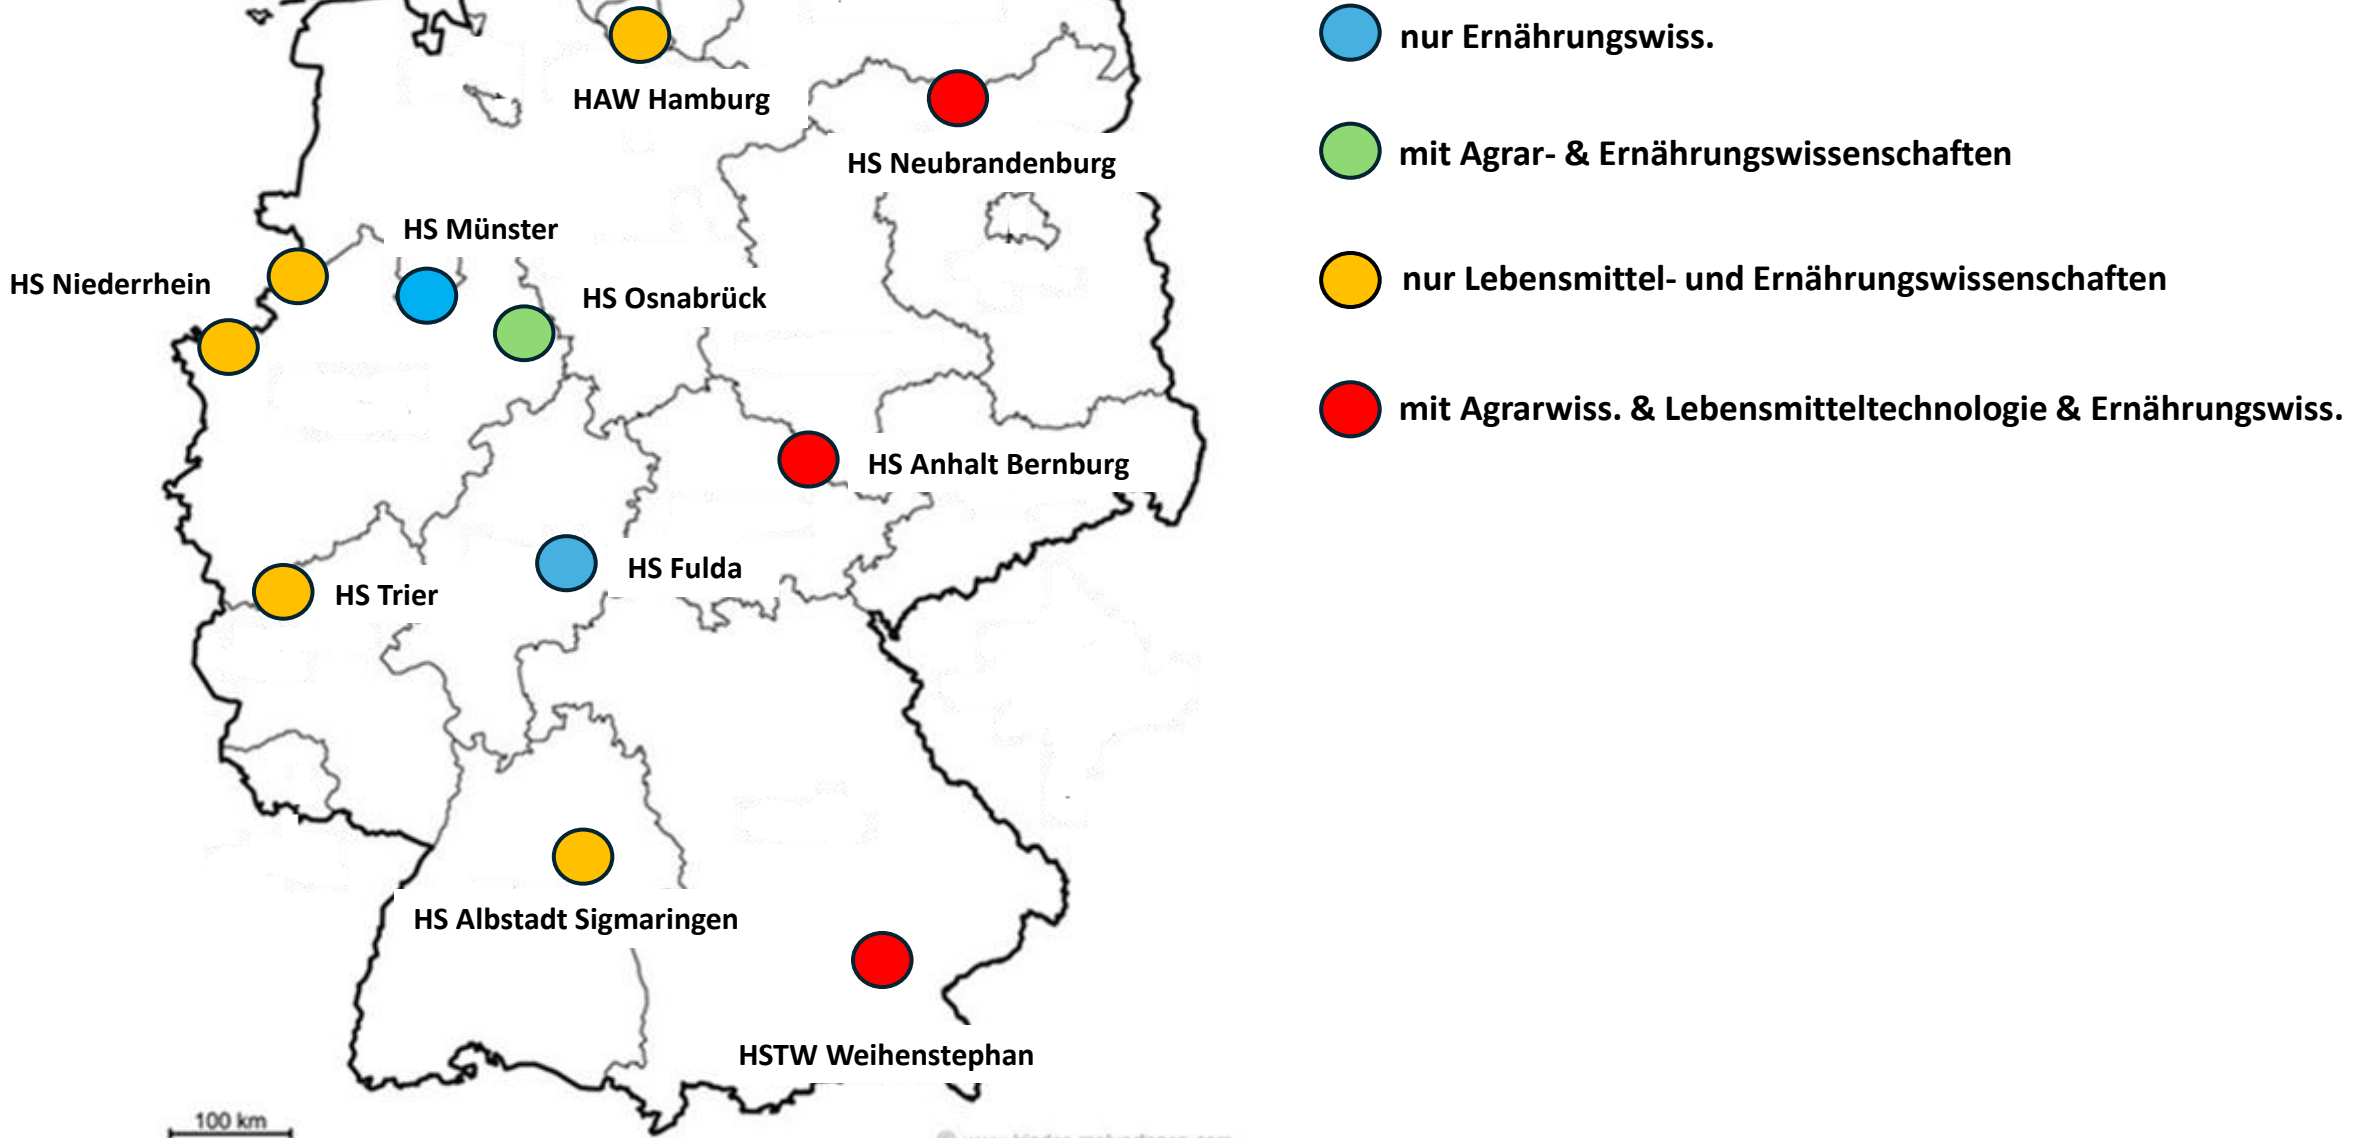 nur Ernährungswiss.
HAW Hamburg
mit Agrar- & Ernährungswissenschaften
HS Neubrandenburg
HS Münster
HS Niederrhein
nur Lebensmittel- und Ernährungswissenschaften
HS Osnabrück
mit Agrarwiss. & Lebensmitteltechnologie & Ernährungswiss.
HS Anhalt Bernburg
HS Fulda
HS Trier
HS Albstadt Sigmaringen
HSTW Weihenstephan
100 km